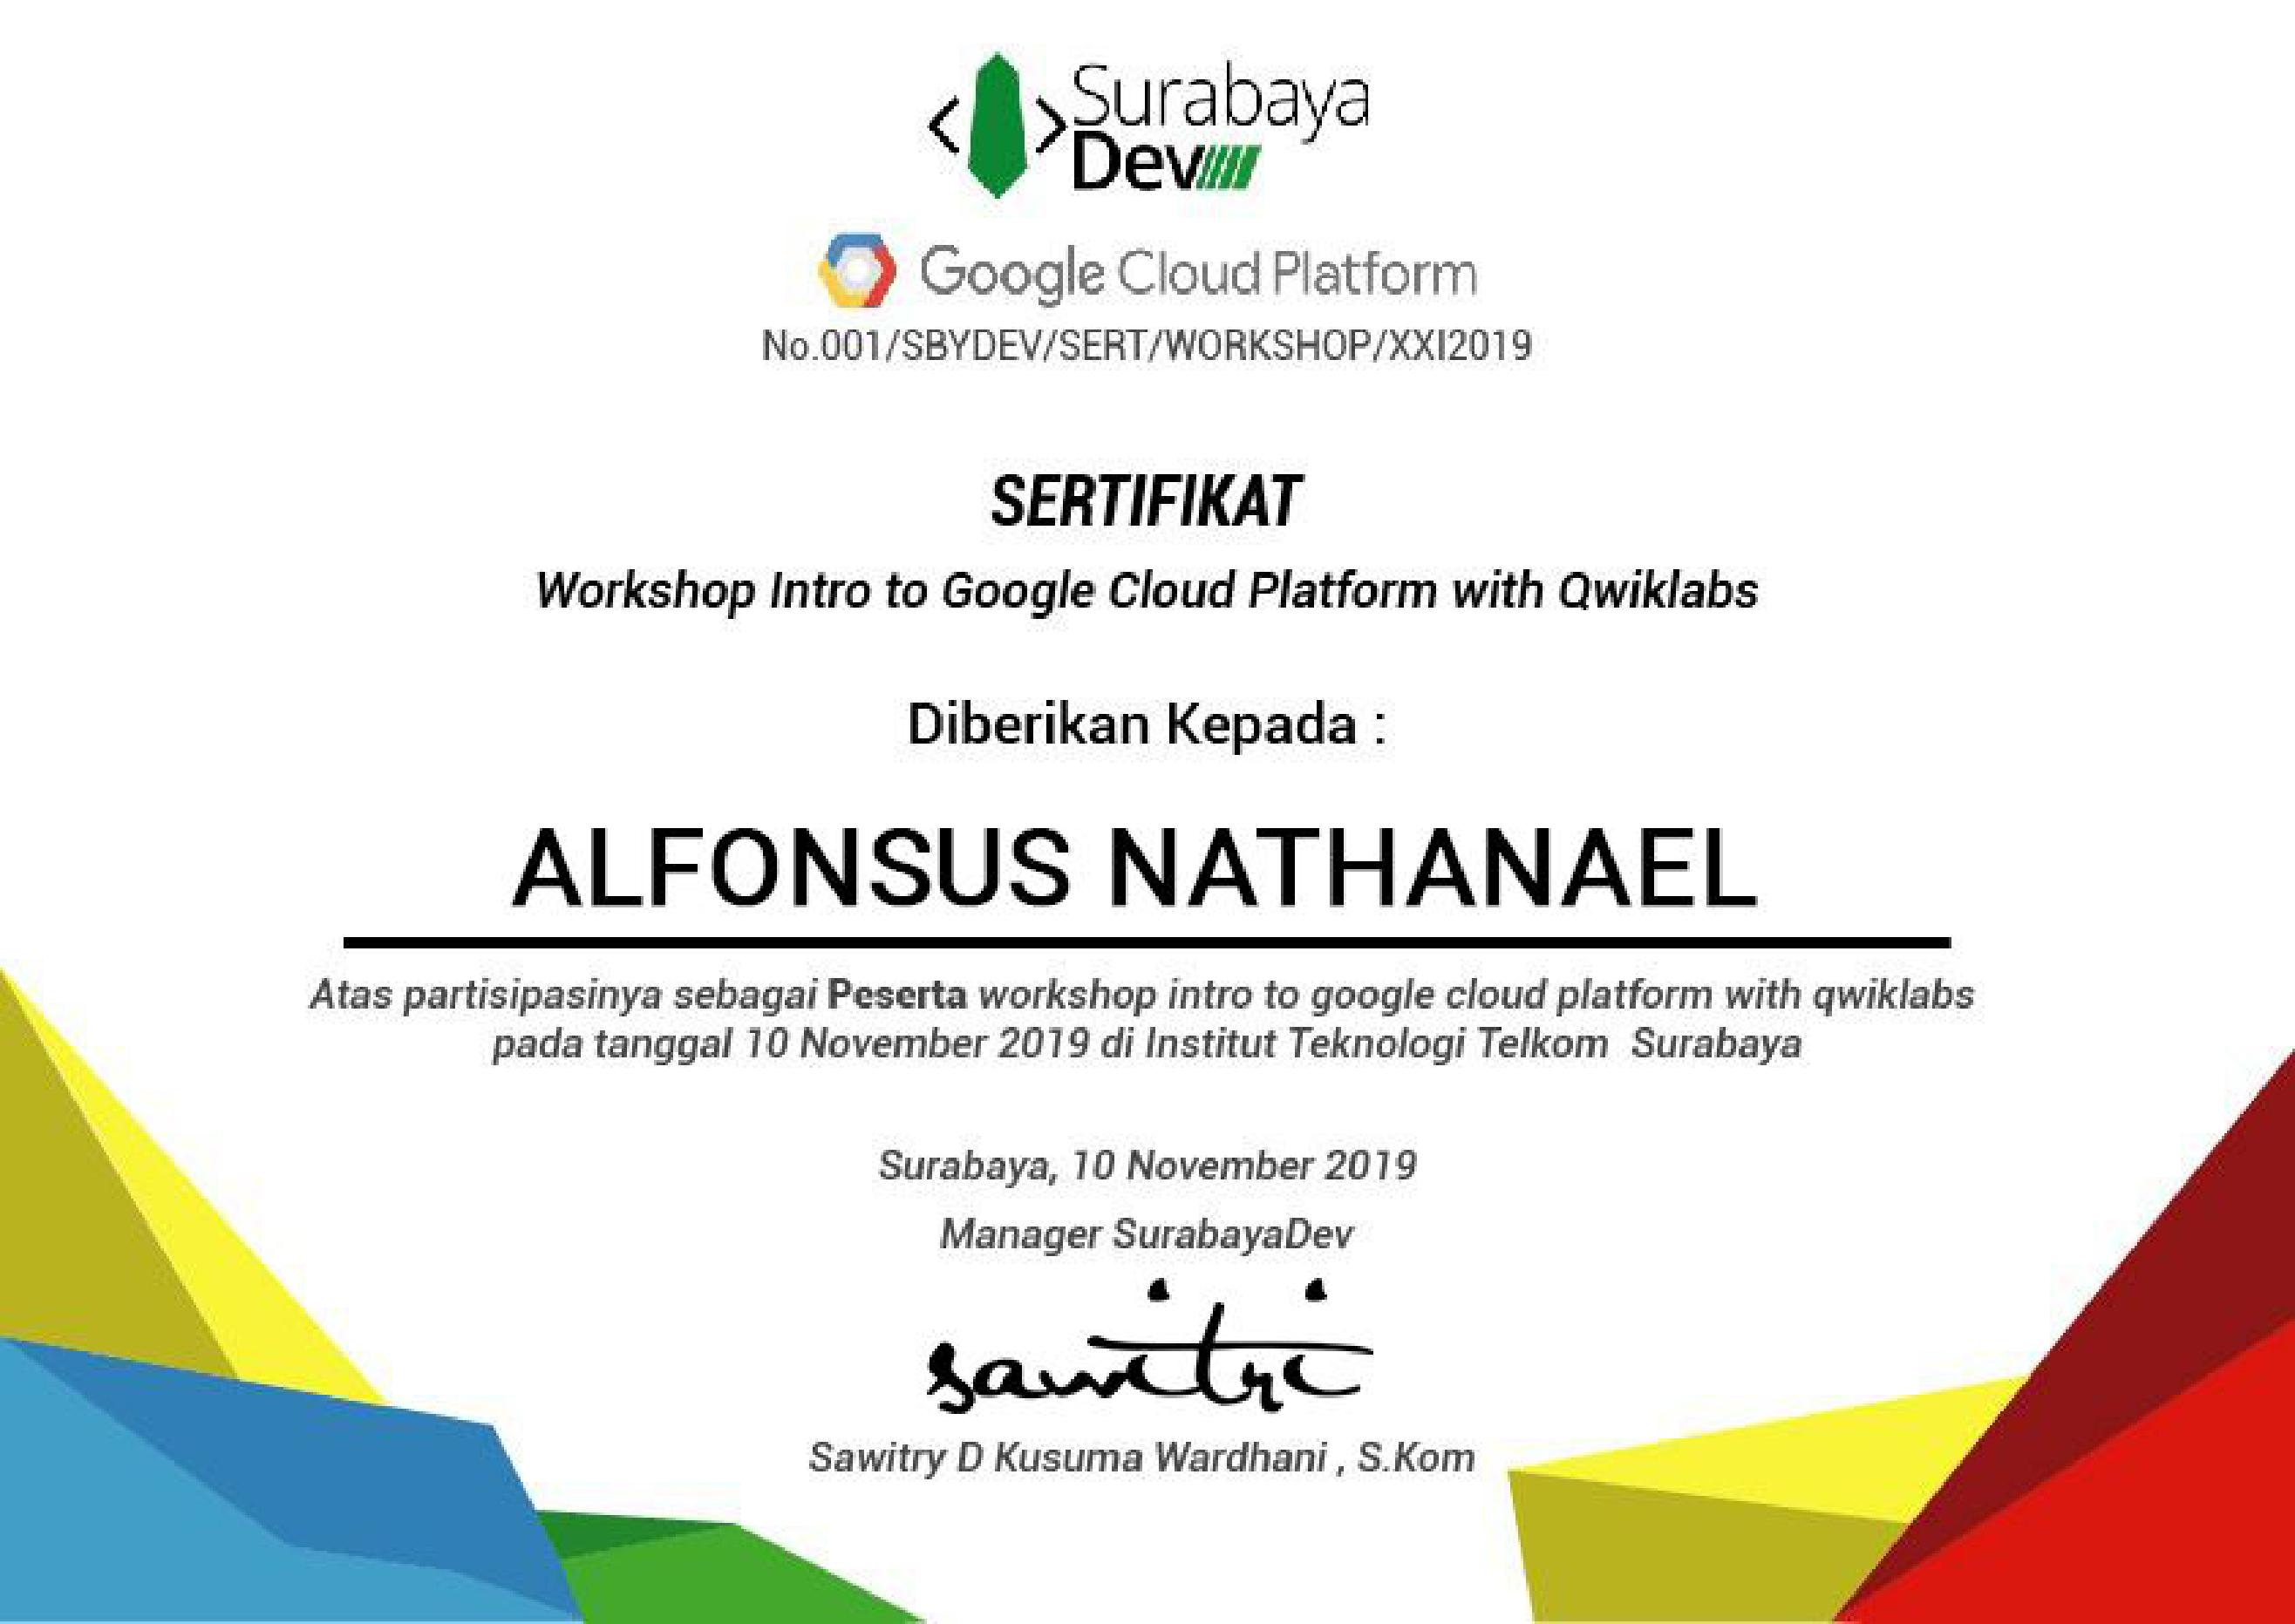 Surabaya
Dev
Google Cloud Platform
No.001/SBYDEV/SERT/WORKSHOP/XXI2019
SERTIFIKAT
Workshop Intro to Google Cloud Platform with Qwiklabs
Diberikan Kepada :
ALFONSUS NATHANAEL
Atas partisipasinya sebagai Peserta workshop intro to google cloud platform with qwiklabs
pada tanggal 10 November 2019 di Institut Teknologi Telkom Surabaya
Surabaya, 10 November 2019
Manager SurabayaDev
sawitri
Sawitry D Kusuma Wardhani , S.Kom